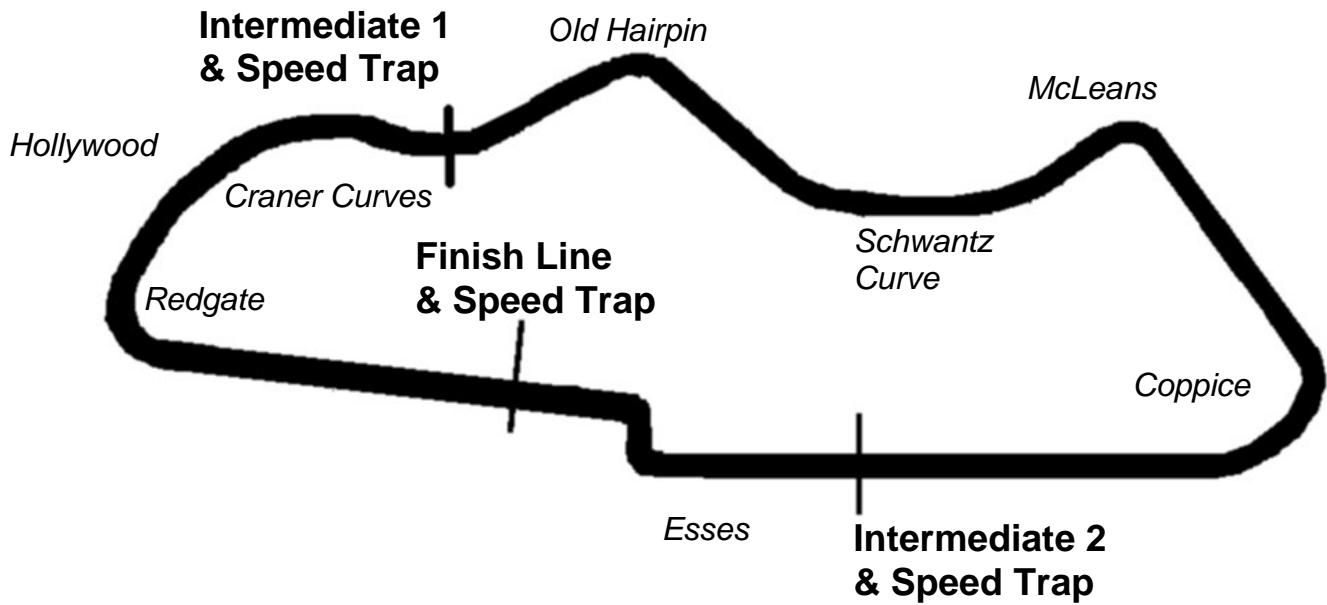 Intermediate 1
& Speed Trap
Old Hairpin
McLeans
Hollywood
Craner Curves
Schwantz
Curve
Finish Line
& Speed Trap
Redgate
Coppice
Esses
Intermediate 2
& Speed Trap